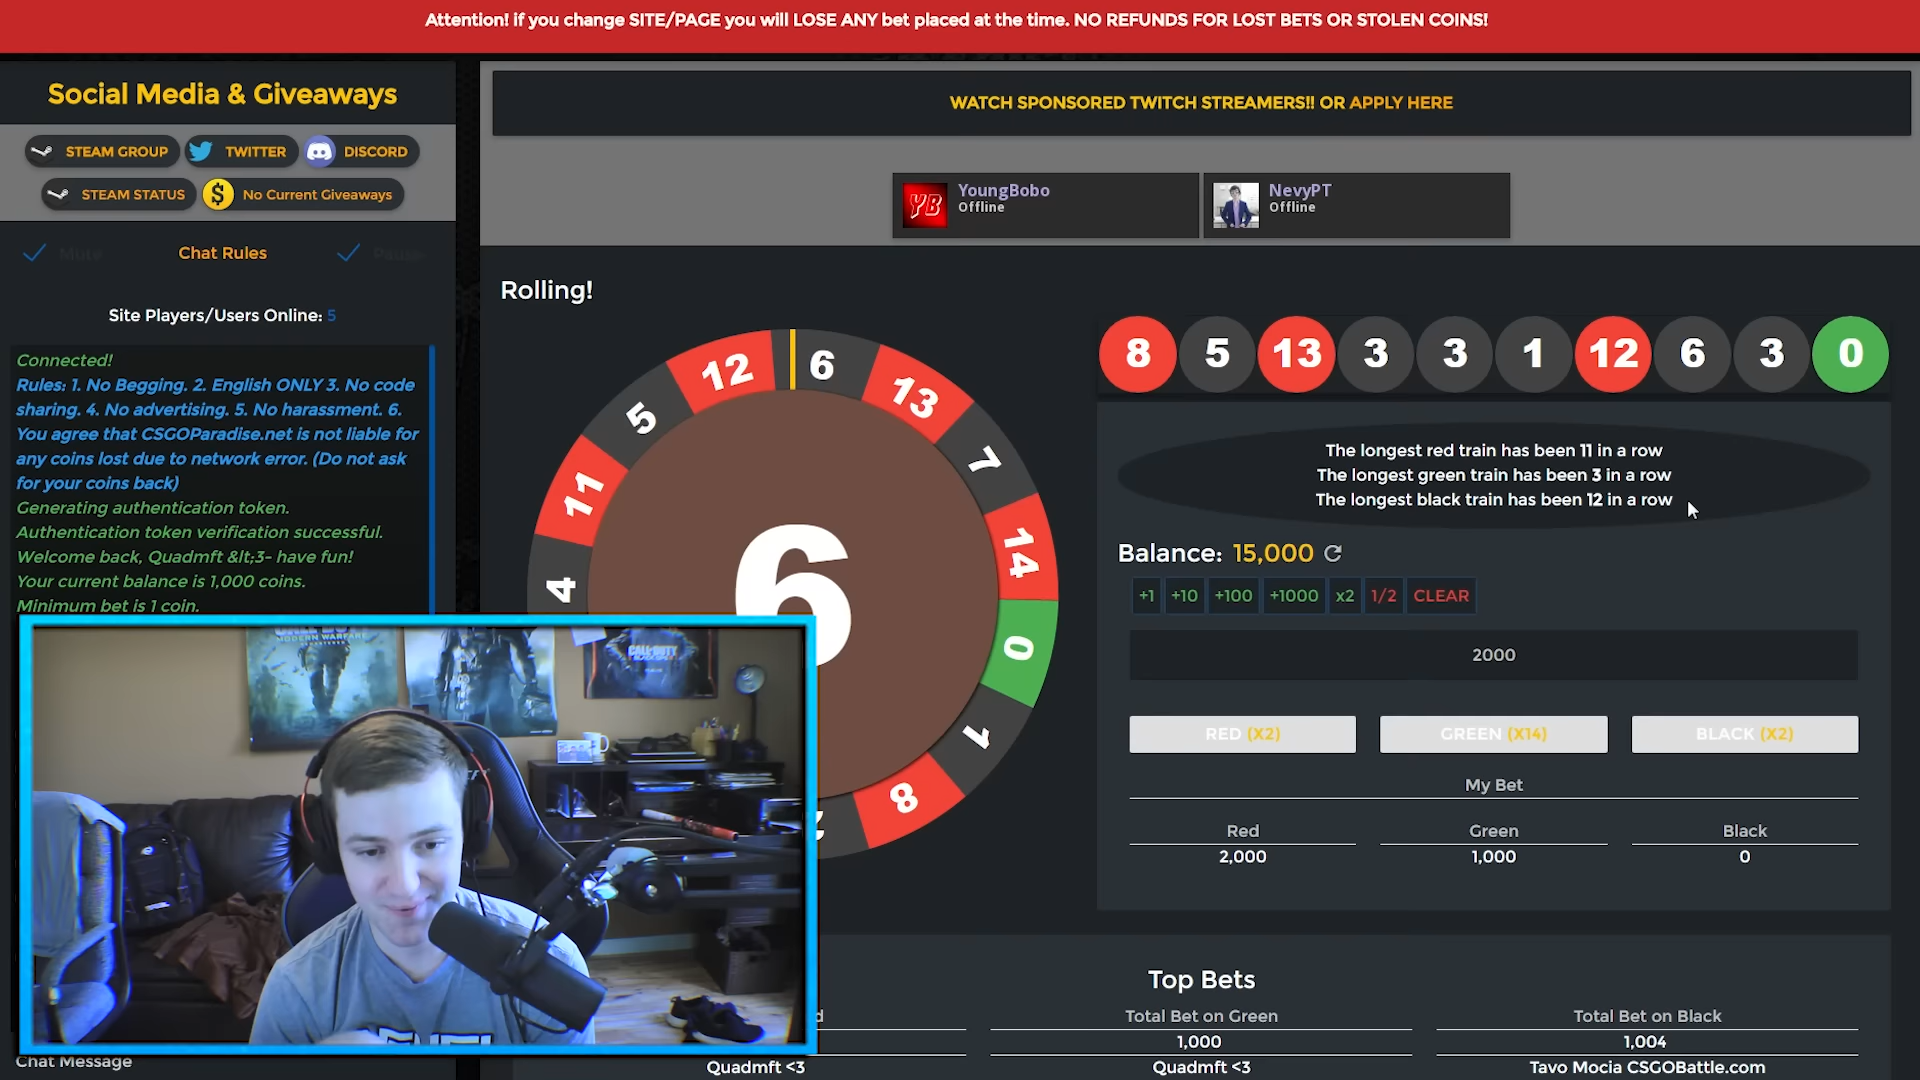 Attention! if you change SITE/PAGE you will LOSE ANY bet placed at the time. NO REFUNDS FOR LOST BETS OR STOLEN COINS!
Social Media & Giveaways
STEAM GROUP
TWITTER
DISCORD
STEAM STATUS
$ No Current Giveaways
Mute
Chat Rules
Pause
Site Players/Users Online: 5
Connected!
Rules: 1. No Begging. 2. English ONLY 3. No code
sharing. 4. No advertising. 5. No harassment. 6.
You agree that CSGOParadise.net is not liable for
any coins lost due to network error. (Do not ask
for your coins back)
Generating authentication token.
Authentication token verification successful.
Welcome back, Quadmft &lt;3- have fun!
Your current balance is 1,000 coins.
Minimum bet is 1 coin.
Chat Message
WATCH SPONSORED TWITCH STREAMERS!! OR APPLY HERE
YB
YoungBobo
Offline
NevyPT
Offline
Rolling!
4
11
5
12
6
13
7
14
0
1
8
6
CALL OF DUTY
MODERN WARFARE
CALL OF DUTY
8 5 13 3 3 1 12 6 3 0
The longest red train has been 11 in a row
The longest green train has been 3 in a row
The longest black train has been 12 in a row
Balance: 15,000
+1 +10 +100 +1000 x2 1/2 CLEAR
2000
RED (X2)
GREEN (X14)
BLACK (X2)
My Bet
Red
Green
Black
2,000
1,000
0
Top Bets
d
Total Bet on Green
Total Bet on Black
1,000
1,004
Quadmft <3
Quadmft <3
Tavo Mocia CSGOBattle.com